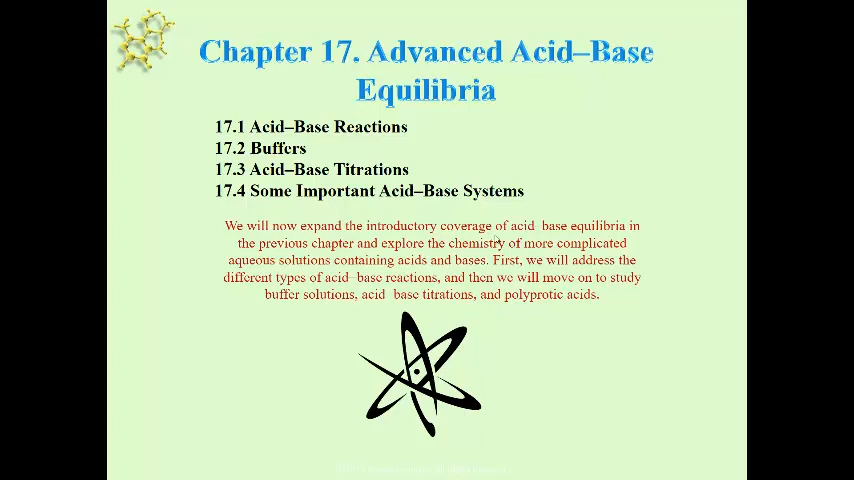 Chapter 17. Advanced Acid–Base
Equilibria
17.1 Acid–Base Reactions
17.2 Buffers
17.3 Acid–Base Titrations
17.4 Some Important Acid–Base Systems
We will now expand the introductory coverage of acid–base equilibria in
the previous chapter and explore the chemistry of more complicated
aqueous solutions containing acids and bases. First, we will address the
different types of acid–base reactions, and then we will move on to study
buffer solutions, acid–base titrations, and polyprotic acids.